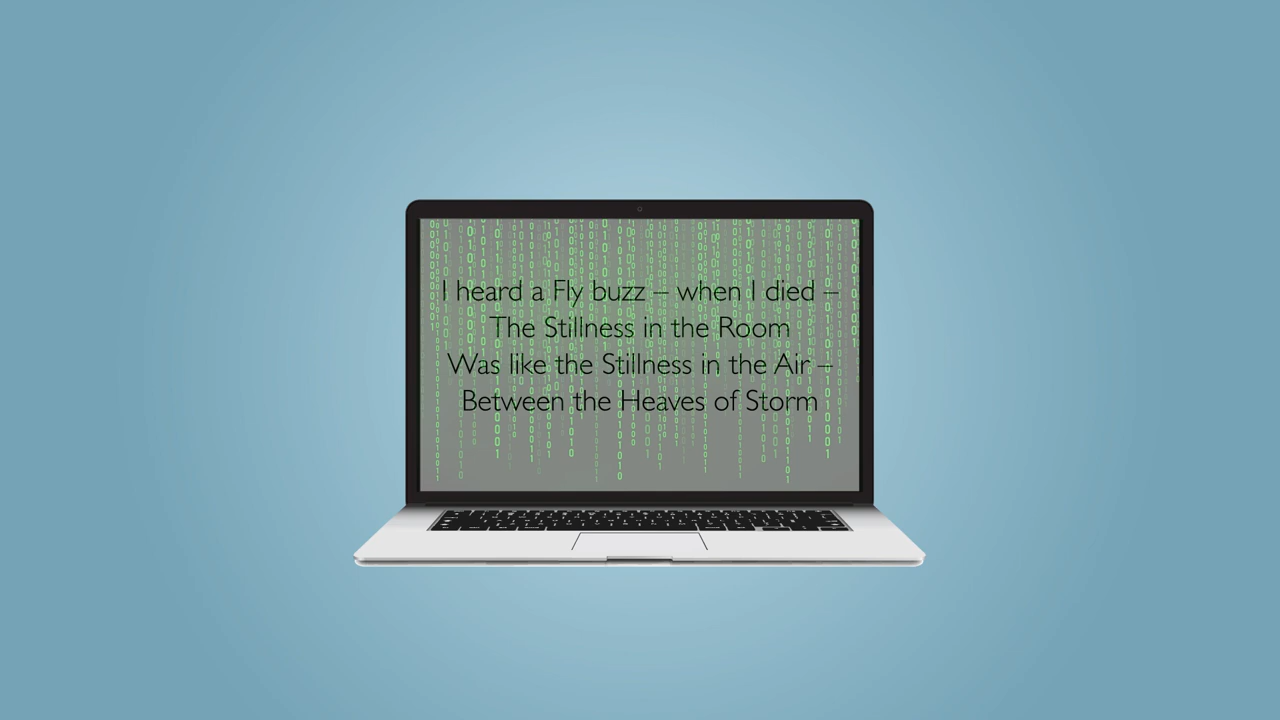 I heard a Fly buzz – when I died –
The Stillness in the Room
Was like the Stillness in the Air –
Between the Heaves of Storm